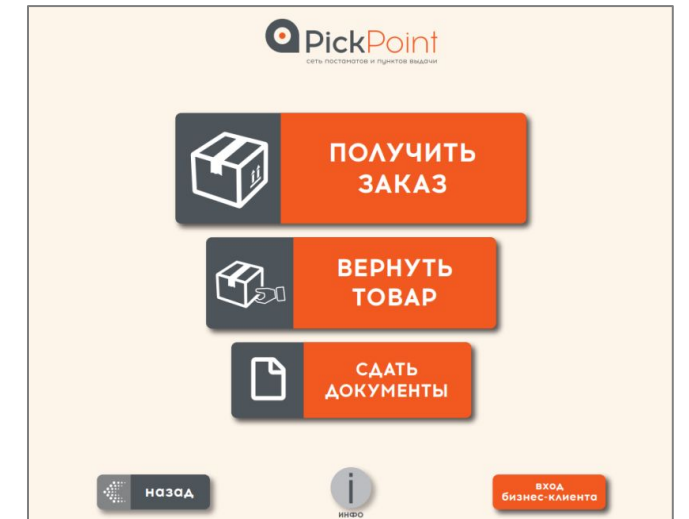 PickPoint
сеть постаматов и пунктов выдачи
ПОЛУЧИТЬ
ЗАКАЗ
ВЕРНУТЬ
ТОВАР
СДАТЬ
ДОКУМЕНТЫ
назад
i
инфо
вход
бизнес-клиента